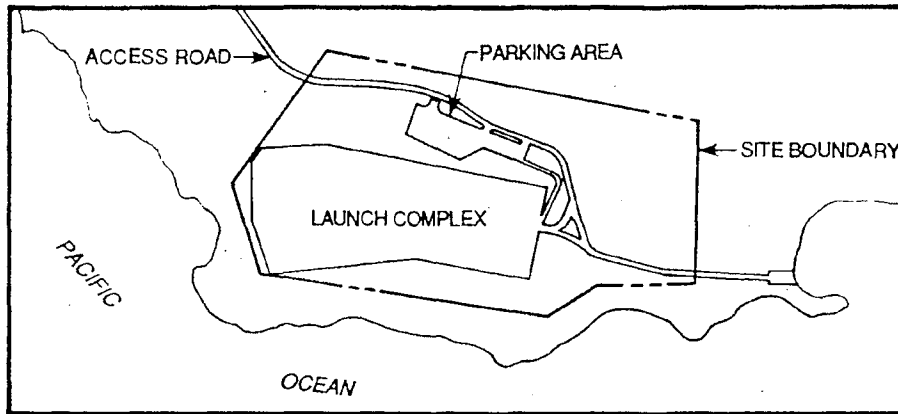 ACCESS ROAD
PARKING AREA
SITE BOUNDARY
LAUNCH COMPLEX
PACIFIC
OCEAN